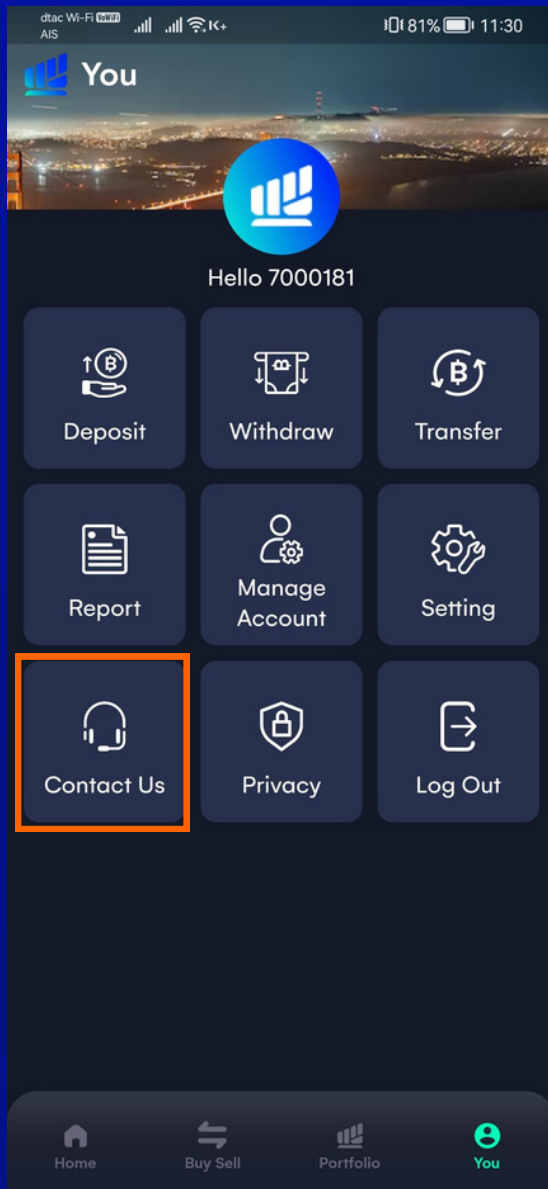 dtac Wi-Fi VoWiFi
AIS
K+
81%
11:30
You
Hello 7000181
Deposit
Withdraw
Transfer
Report
Manage
Account
Setting
Contact Us
Privacy
Log Out
Home
Buy Sell
Portfolio
You